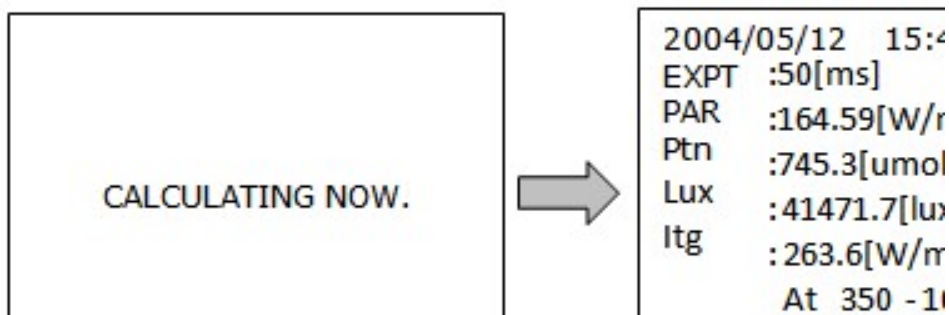 CALCULATING NOW.
2004/05/12 15:4
EXPT :50[ms]
PAR :164.59[W/m
Ptn :745.3[umol
Lux :41471.7[lux
Itg :263.6[W/m
At 350 -10